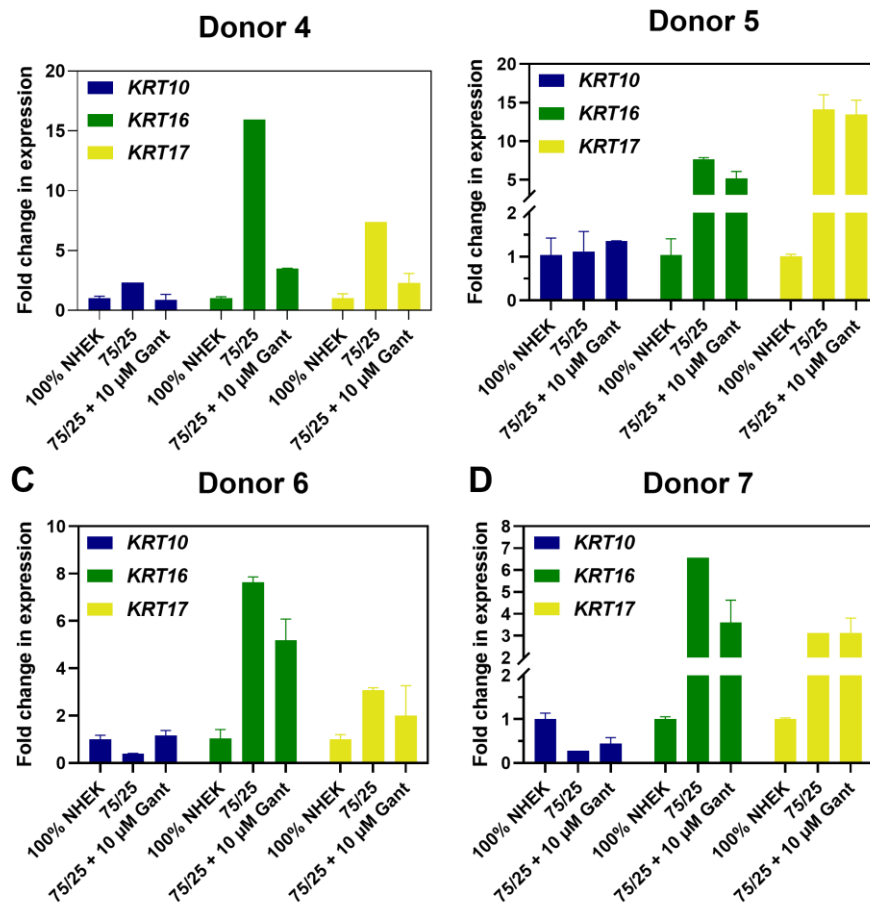 Donor 4
Fold change in expression
20
15
10
5
0
KRT10
KRT16
KRT17
100% NHEK
75/25
75/25 + 10 µM Gant
100% NHEK
75/25
75/25 + 10 µM Gant
100% NHEK
75/25
75/25 + 10 µM Gant
Donor 5
Fold change in expression
20
15
10
5
2
1
0
KRT10
KRT16
KRT17
100% NHEK
75/25
75/25 + 10 µM Gant
100% NHEK
75/25
75/25 + 10 µM Gant
100% NHEK
75/25
75/25 + 10 µM Gant
C
Donor 6
Fold change in expression
10
8
6
4
2
0
KRT10
KRT16
KRT17
100% NHEK
75/25
75/25 + 10 µM Gant
100% NHEK
75/25
75/25 + 10 µM Gant
100% NHEK
75/25
75/25 + 10 µM Gant
D
Donor 7
Fold change in expression
8
7
6
5
4
3
2
2
1
0
KRT10
KRT16
KRT17
100% NHEK
75/25
75/25 + 10 µM Gant
100% NHEK
75/25
75/25 + 10 µM Gant
100% NHEK
75/25
75/25 + 10 µM Gant